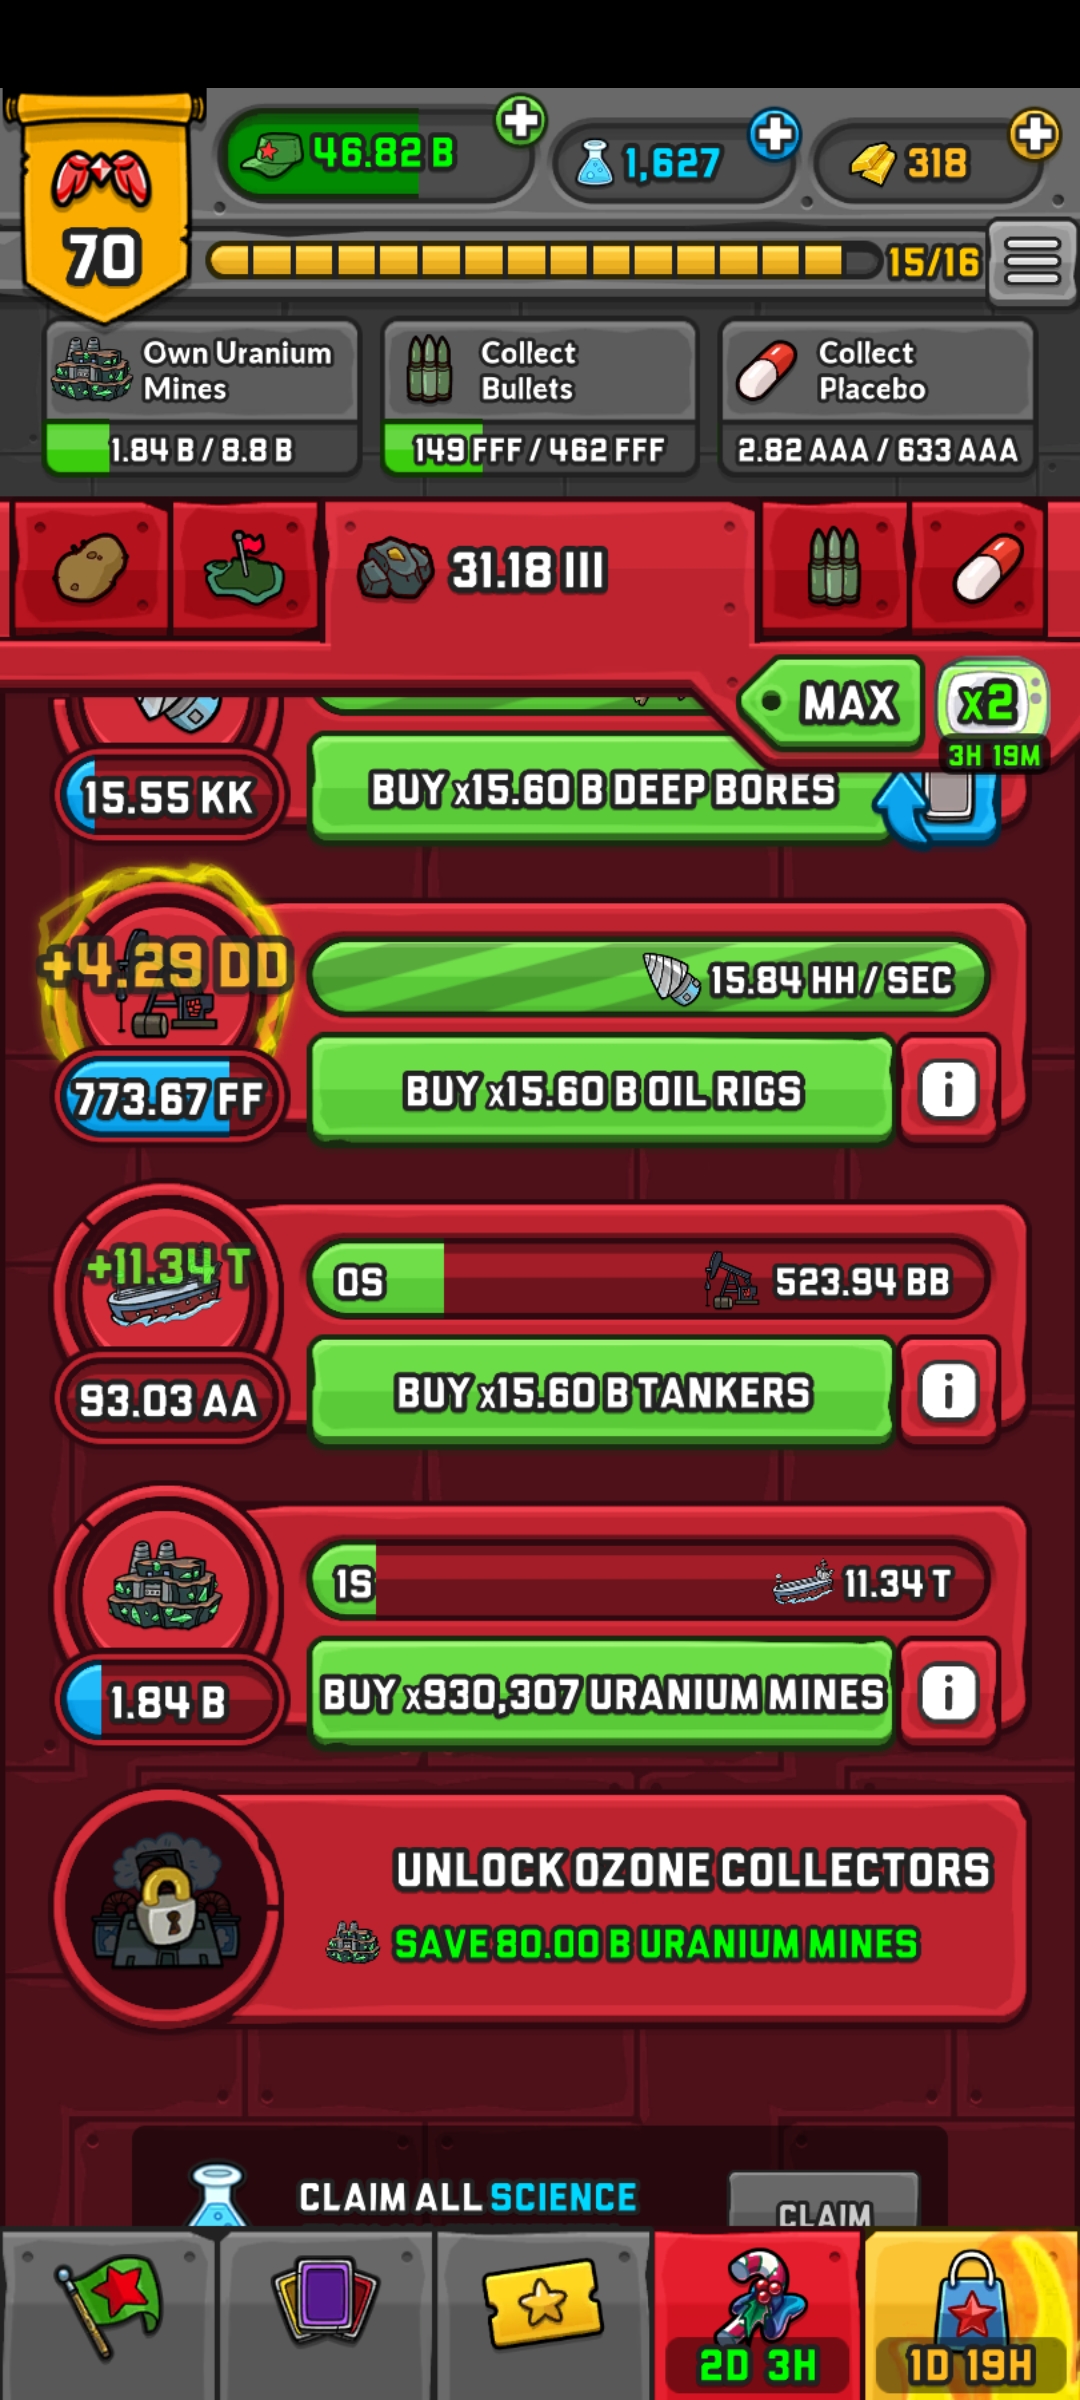 46.82 B
1,627
318
70
15/16
Own Uranium
Mines
1.84 B / 8.8 B
Collect
Bullets
149 FFF / 462 FFF
Collect
Placebo
2.82 AAA / 633 AAA
31.18 III
MAX
x2
3H 19M
15.55 KK
BUY x15.60 B DEEP BORES
+4.29 DD
15.84 HH / SEC
773.67 FF
BUY x15.60 B OIL RIGS
i
+11.34 T
0S
523.94 BB
93.03 AA
BUY x15.60 B TANKERS
i
1S
11.34 T
1.84 B
BUY x930,307 URANIUM MINES
i
UNLOCK OZONE COLLECTORS
SAVE 80.00 B URANIUM MINES
CLAIM ALL SCIENCE
CLAIM
2D 3H
1D 19H